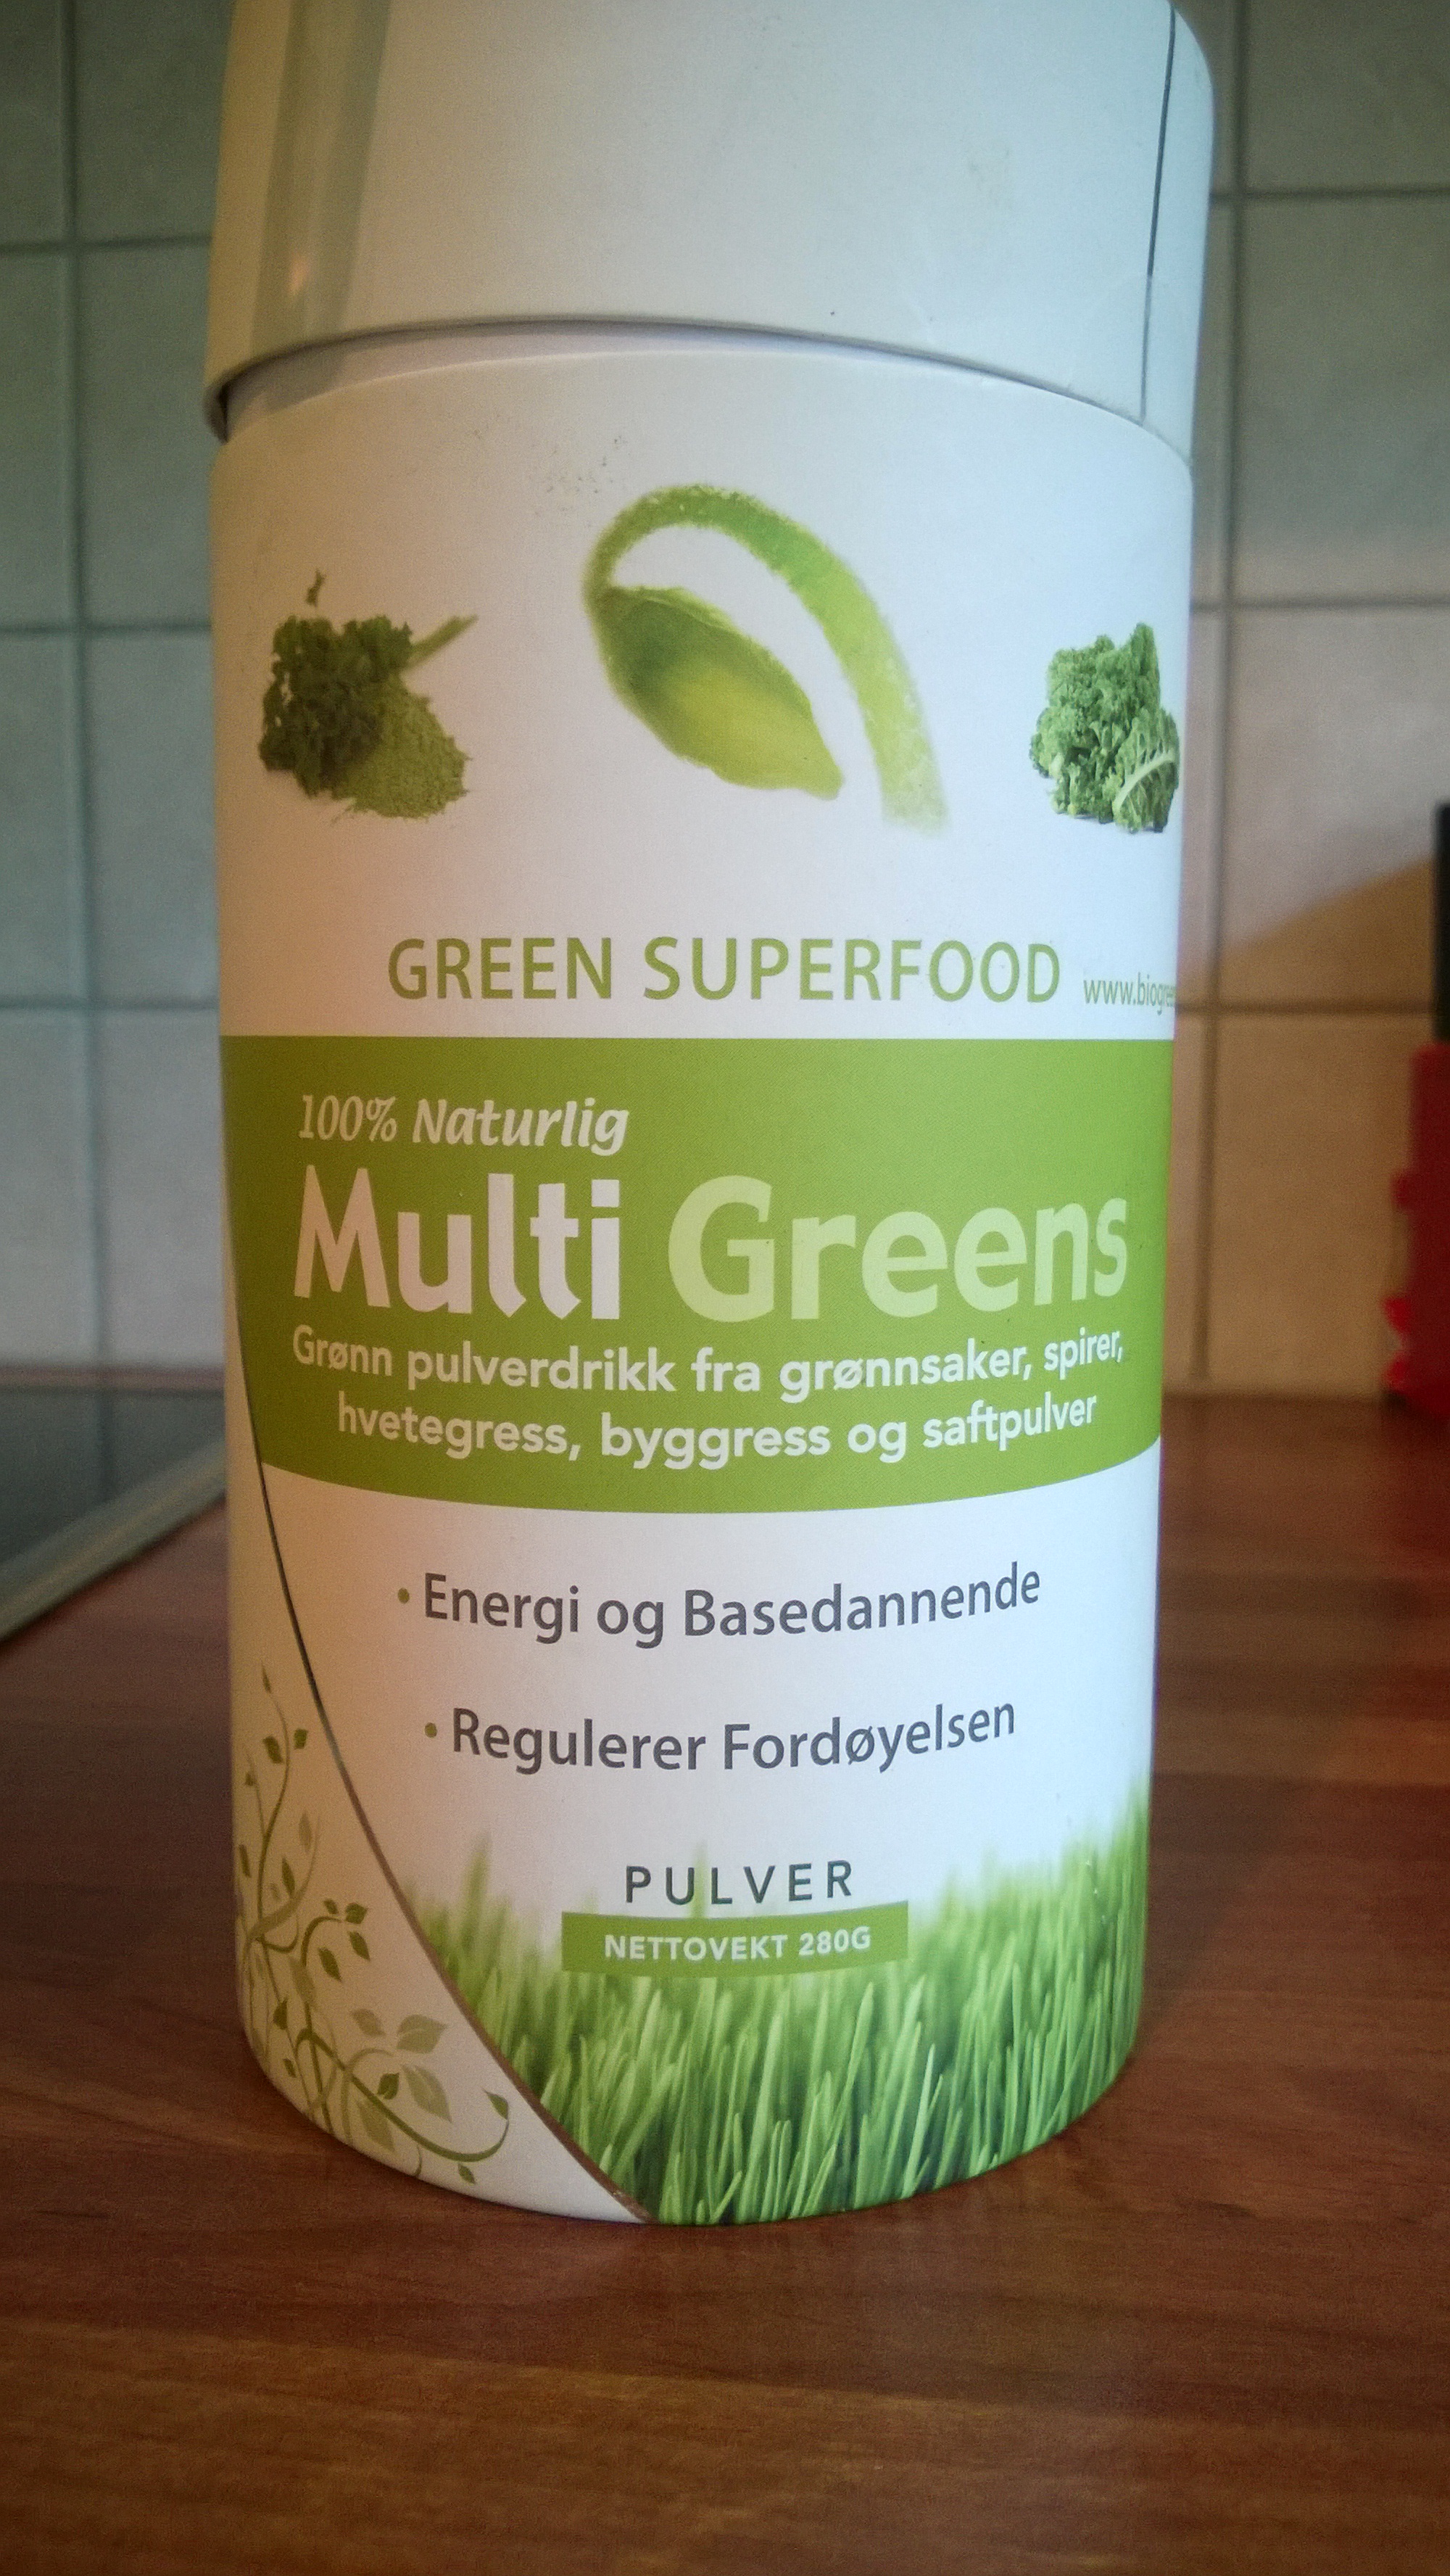 GREEN SUPERFOOD
100% Naturlig
Multi Greens
Grønn pulverdrikk fra grønnsaker, spirer,
hvetegress, byggress og saftpulver
• Energi og Basedannende
• Regulerer Fordøyelsen
PULVER
NETTOVEKT 280G